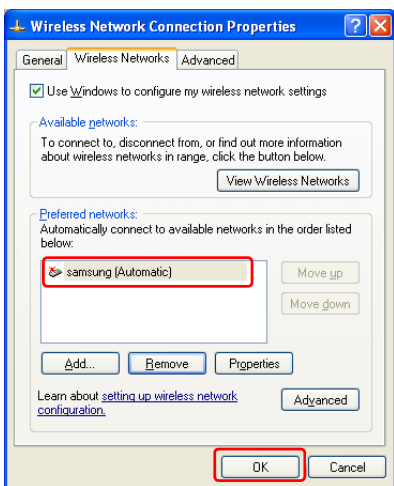 Wireless Network Connection Properties
General Wireless Networks Advanced
Use Windows to configure my wireless network settings
Available networks:
To connect to, disconnect from, or find out more information
about wireless networks in range, click the button below.
View Wireless Networks
Preferred networks:
Automatically connect to available networks in the order listed
below:
samsung (Automatic)
Move up
Move down
Add... Remove Properties
Learn about setting up wireless network
configuration.
Advanced
OK Cancel